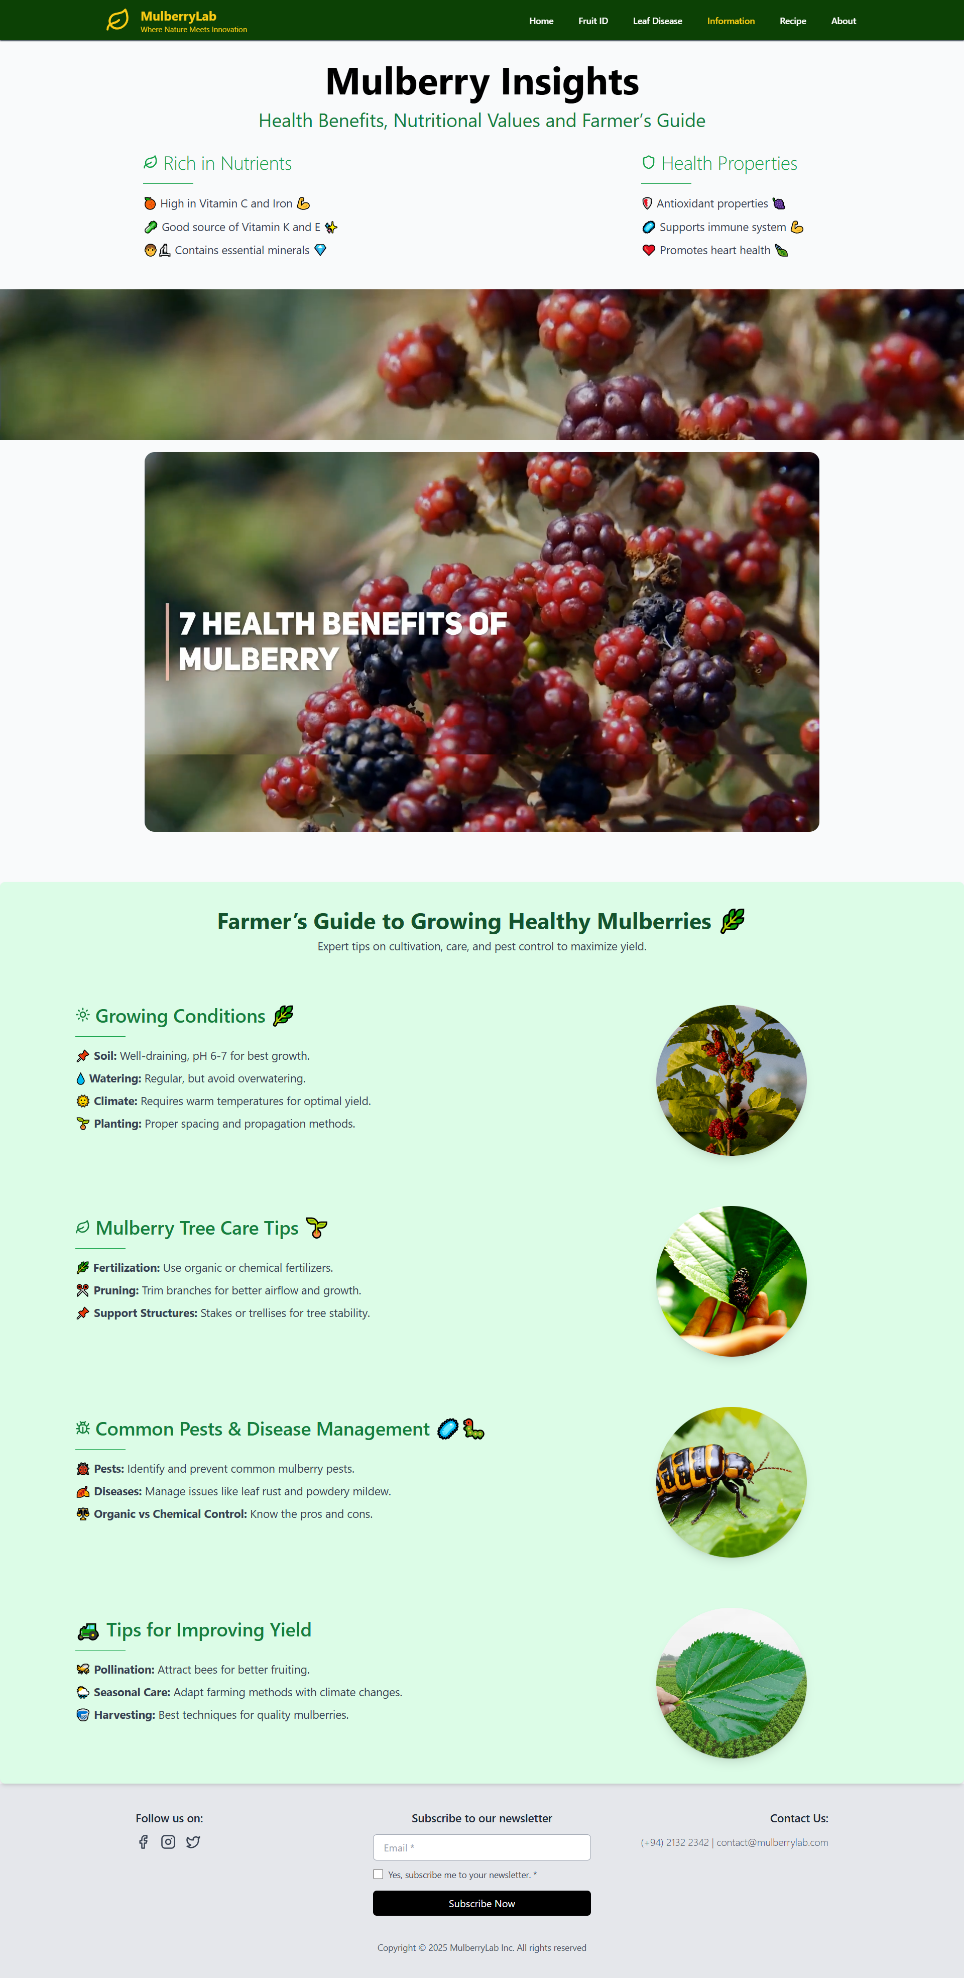 MulberryLab
Where Nature Meets Innovation
Home Fruit ID Leaf Disease Information Recipe About
Mulberry Insights
Health Benefits, Nutritional Values and Farmer's Guide
Rich in Nutrients
High in Vitamin C and Iron
Good source of Vitamin K and E
Contains essential minerals
Health Properties
Antioxidant properties
Supports immune system
Promotes heart health
7 HEALTH BENEFITS OF
MULBERRY
Farmer's Guide to Growing Healthy Mulberries
Expert tips on cultivation, care, and pest control to maximize yield.
Growing Conditions
Soil: Well-draining, pH 6-7 for best growth.
Watering: Regular, but avoid overwatering.
Climate: Requires warm temperatures for optimal yield.
Planting: Proper spacing and propagation methods.
Mulberry Tree Care Tips
Fertilization: Use organic or chemical fertilizers.
Pruning: Trim branches for better airflow and growth.
Support Structures: Stakes or trellises for tree stability.
Common Pests & Disease Management
Pests: Identify and prevent common mulberry pests.
Diseases: Manage issues like leaf rust and powdery mildew.
Organic vs Chemical Control: Know the pros and cons.
Tips for Improving Yield
Pollination: Attract bees for better fruiting.
Seasonal Care: Adapt farming methods with climate changes.
Harvesting: Best techniques for quality mulberries.
Follow us on:
Subscribe to our newsletter
Email *
Yes, subscribe me to your newsletter. *
Subscribe Now
Contact Us:
(+94) 2132 2342 | contact@mulberrylab.com
Copyright © 2025 MulberryLab Inc. All rights reserved